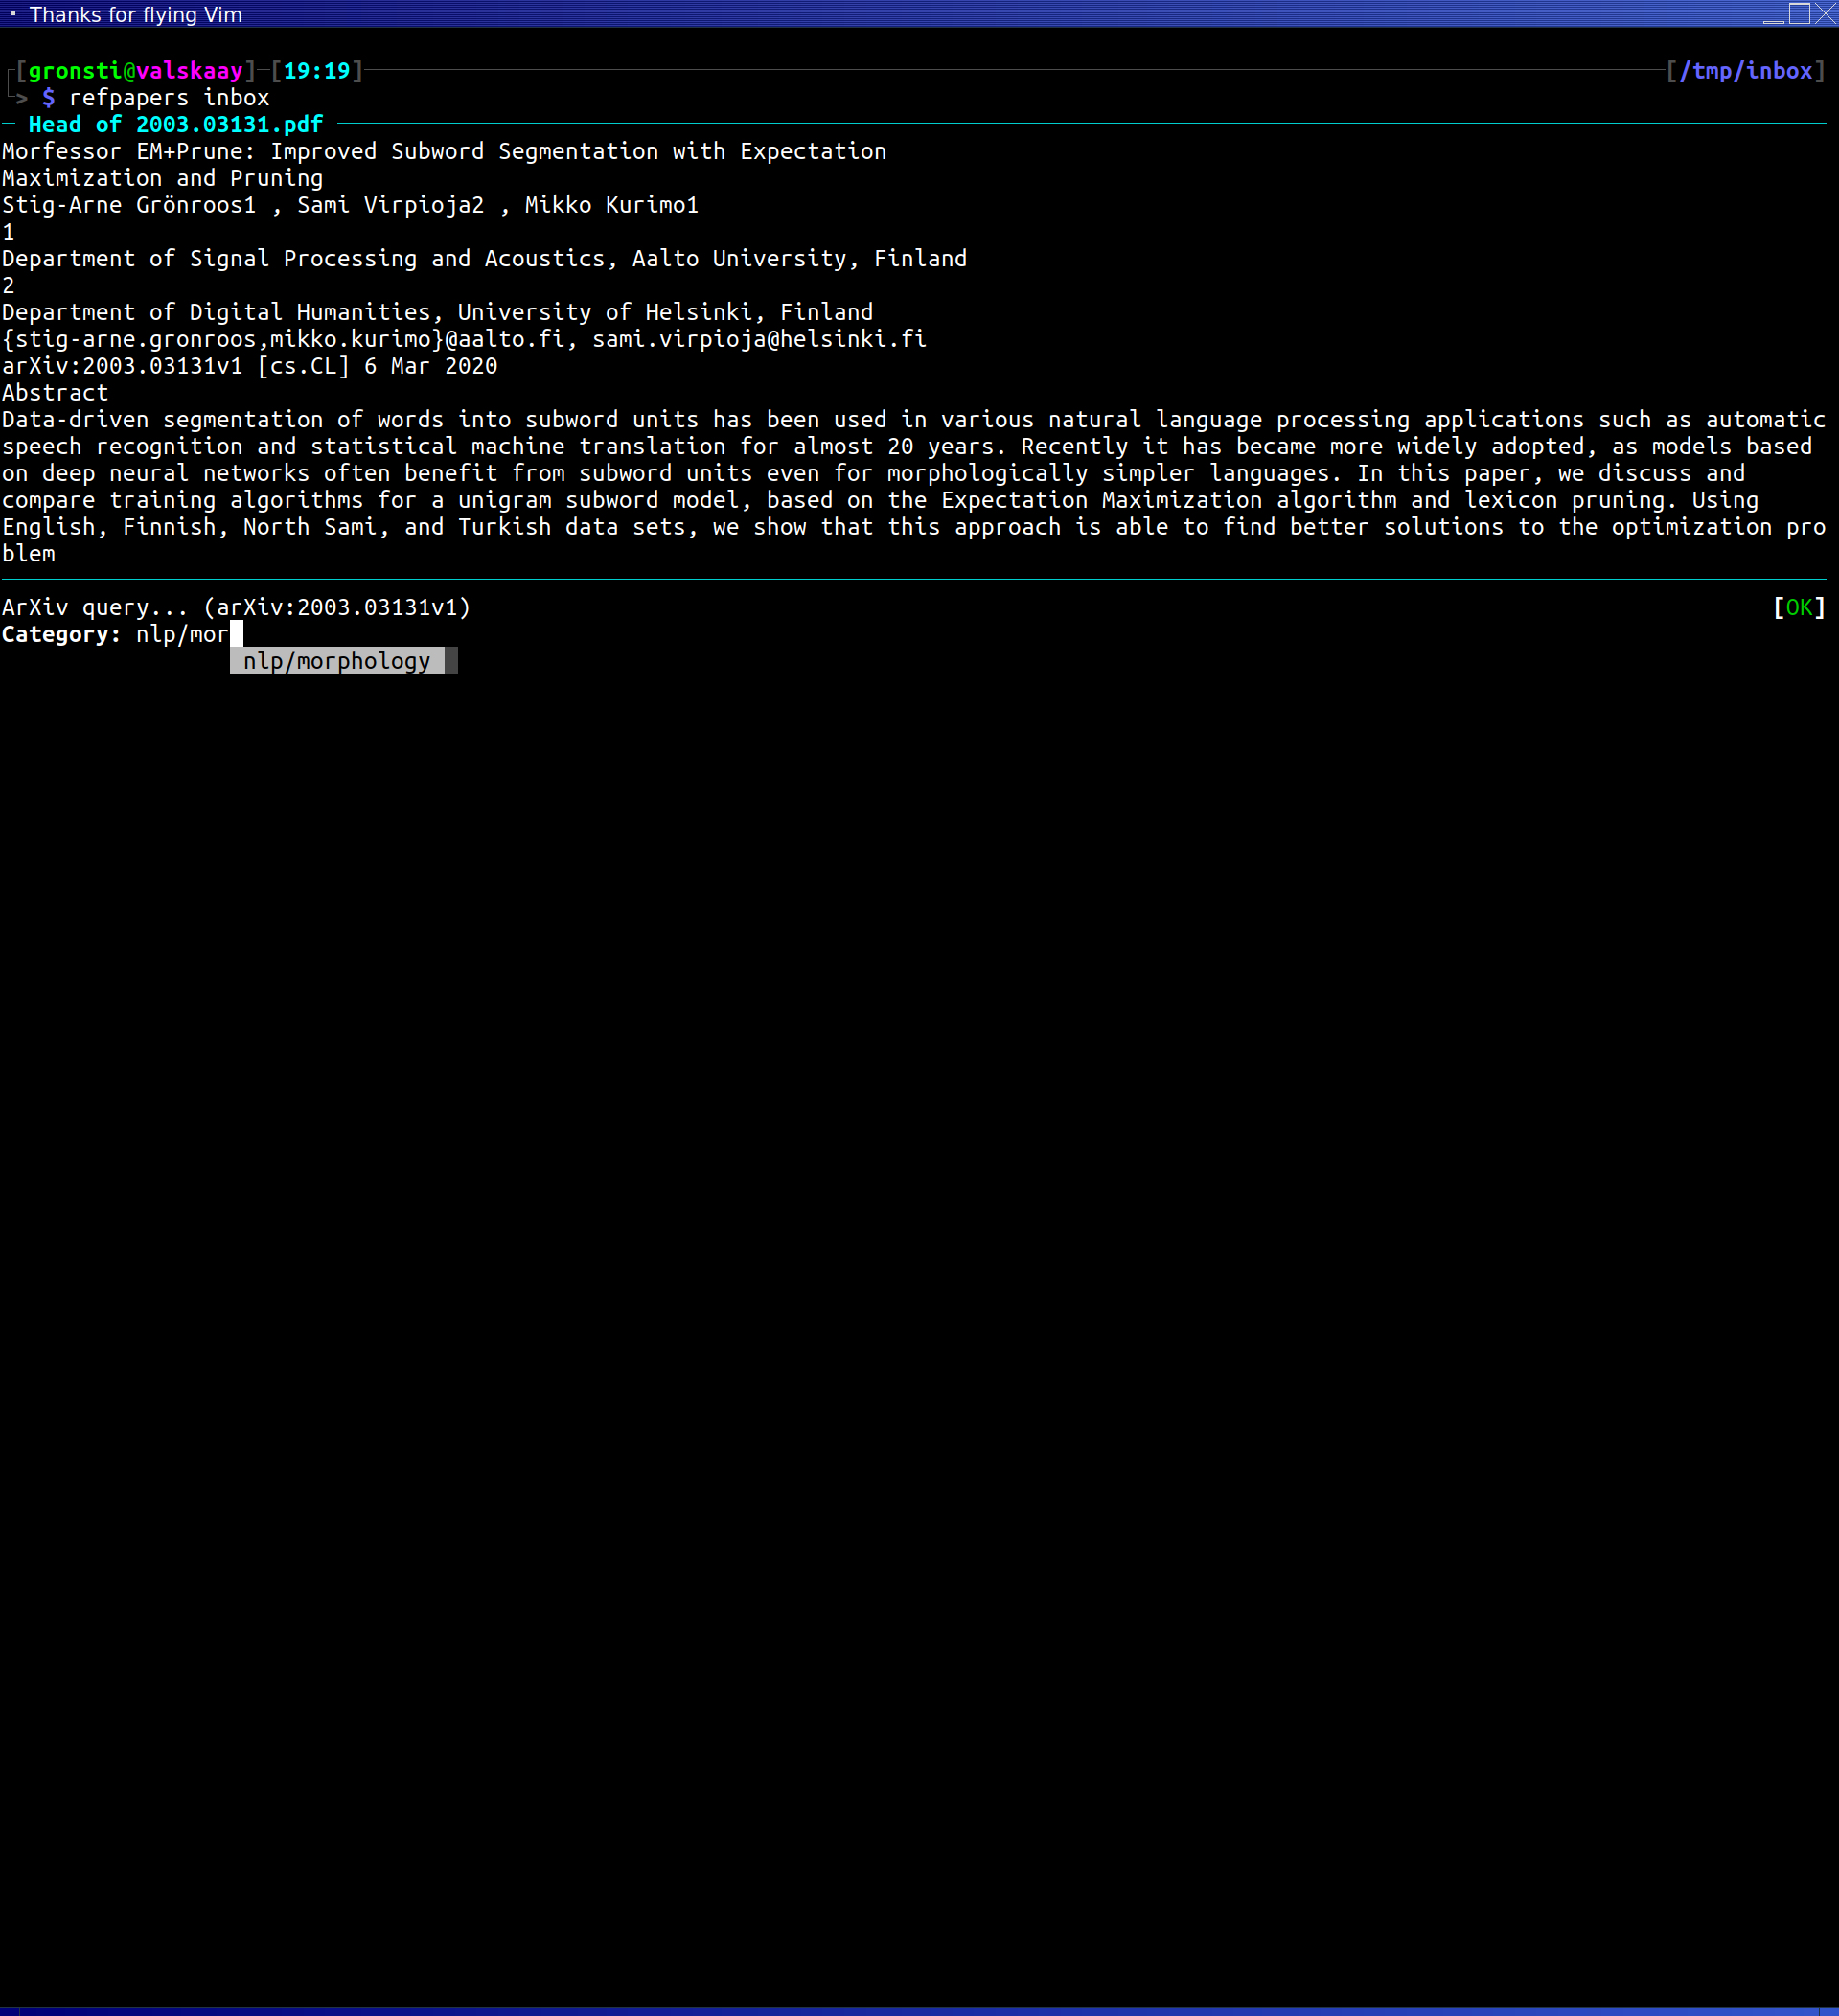 Thanks for flying Vim
[gronsti@valskaay]-[19:19] [/tmp/inbox]
> $ refpapers inbox
Head of 2003.03131.pdf
Morfessor EM+Prune: Improved Subword Segmentation with Expectation
Maximization and Pruning
Stig-Arne Grönroos1 , Sami Virpioja2 , Mikko Kurimo1
1
Department of Signal Processing and Acoustics, Aalto University, Finland
2
Department of Digital Humanities, University of Helsinki, Finland
{stig-arne.gronroos,mikko.kurimo}@aalto.fi, sami.virpioja@helsinki.fi
arXiv:2003.03131v1 [cs.CL] 6 Mar 2020
Abstract
Data-driven segmentation of words into subword units has been used in various natural language processing applications such as automatic
speech recognition and statistical machine translation for almost 20 years. Recently it has became more widely adopted, as models based
on deep neural networks often benefit from subword units even for morphologically simpler languages. In this paper, we discuss and
compare training algorithms for a unigram subword model, based on the Expectation Maximization algorithm and lexicon pruning. Using
English, Finnish, North Sami, and Turkish data sets, we show that this approach is able to find better solutions to the optimization pro
blem
ArXiv query... (arXiv:2003.03131v1) [OK]
Category: nlp/mor
nlp/morphology